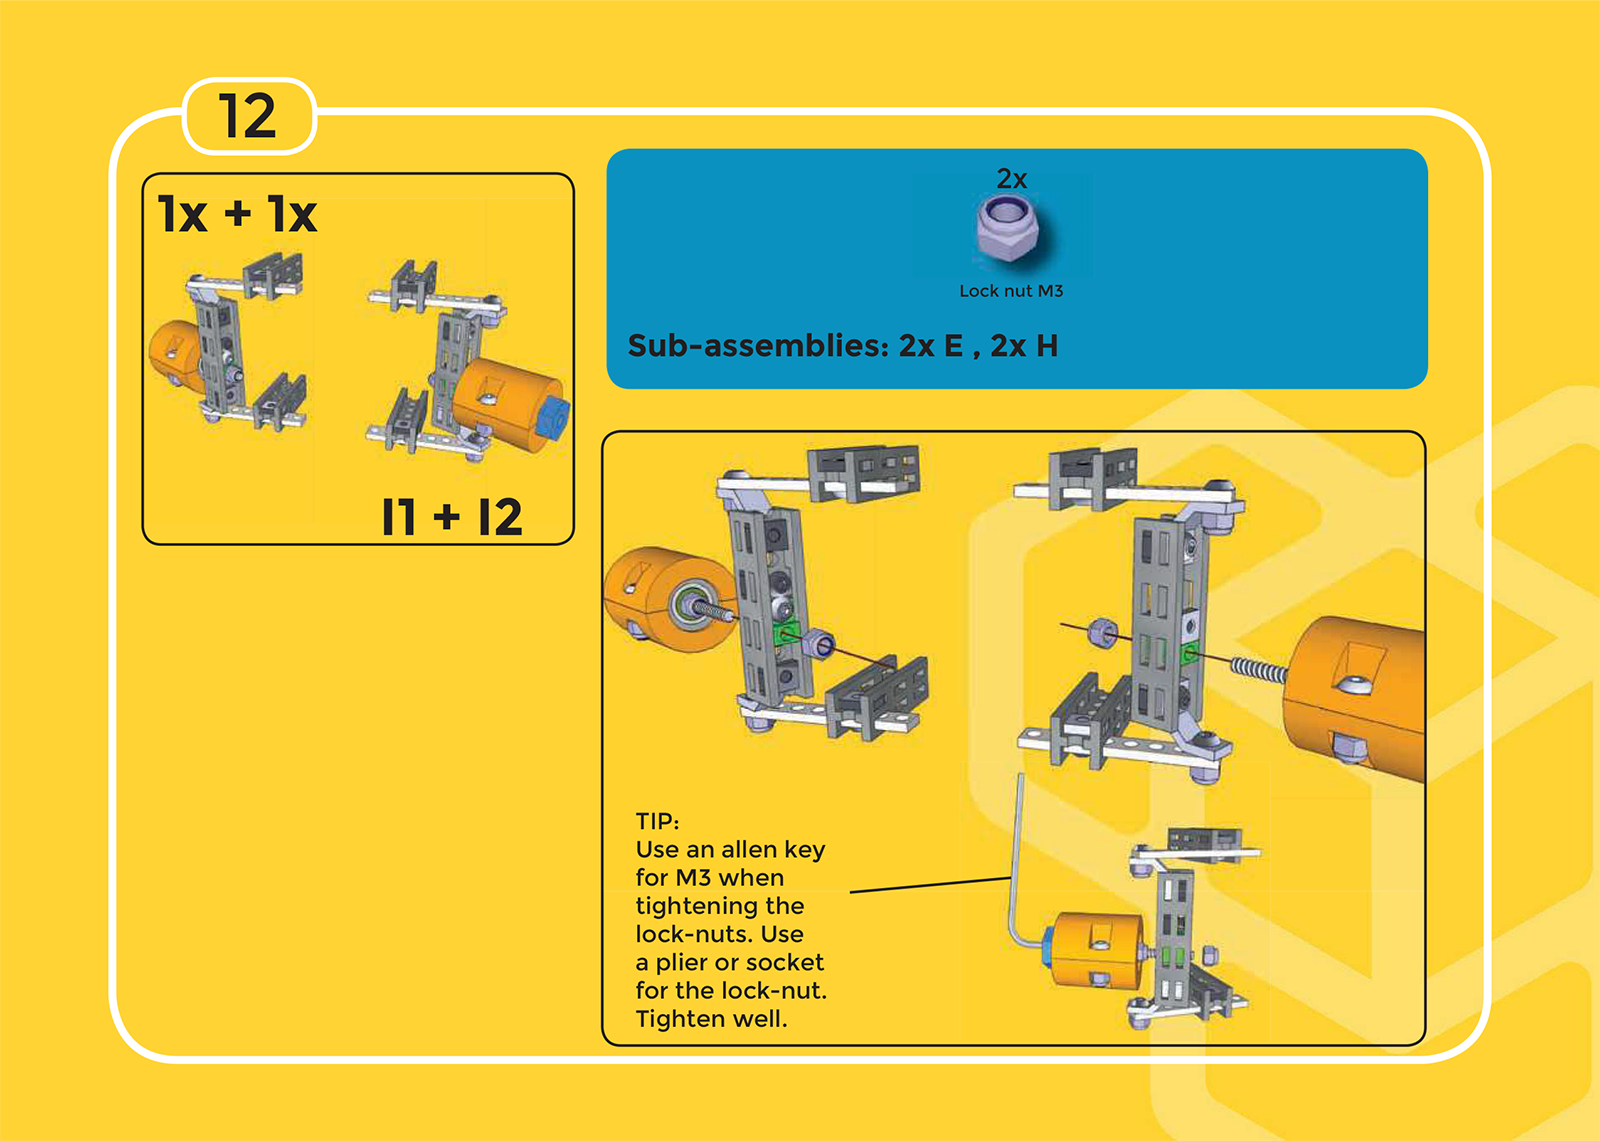 12
1x + 1x
I1 + I2
2x
Lock nut M3
Sub-assemblies: 2x E , 2x H
TIP:
Use an allen key
for M3 when
tightening the
lock-nuts. Use
a plier or socket
for the lock-nut.
Tighten well.